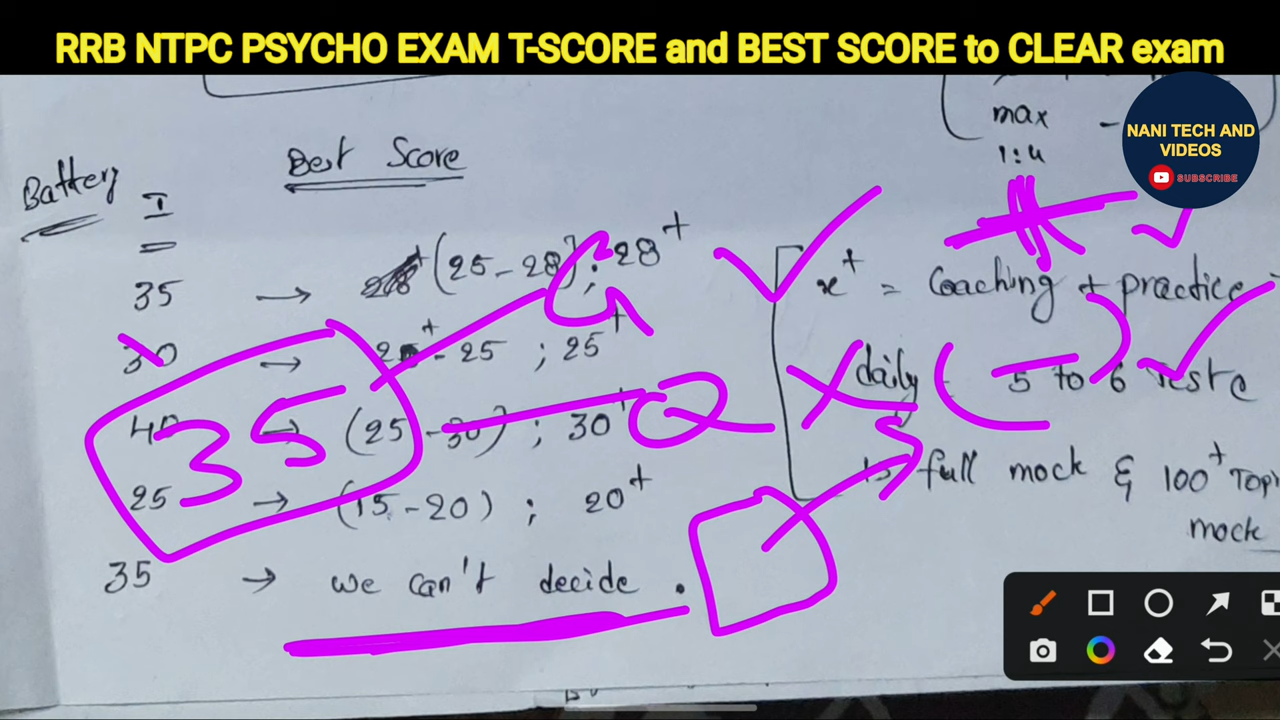 RRB NTPC PSYCHO EXAM T-SCORE and BEST SCORE to CLEAR exam
max -
1:4
NANI TECH AND
VIDEOS
SUBSCRIBE
Battery I
Best Score
35 → (25-28) ; 28+
30 → -25 ; 25+
40 → (25-30) ; 30+
25 → (15-20) ; 20+
35 → we can't decide .
35
x+ = coaching + practice
daily 5 to 6 Tests
full mock & 100+ Topi
mock